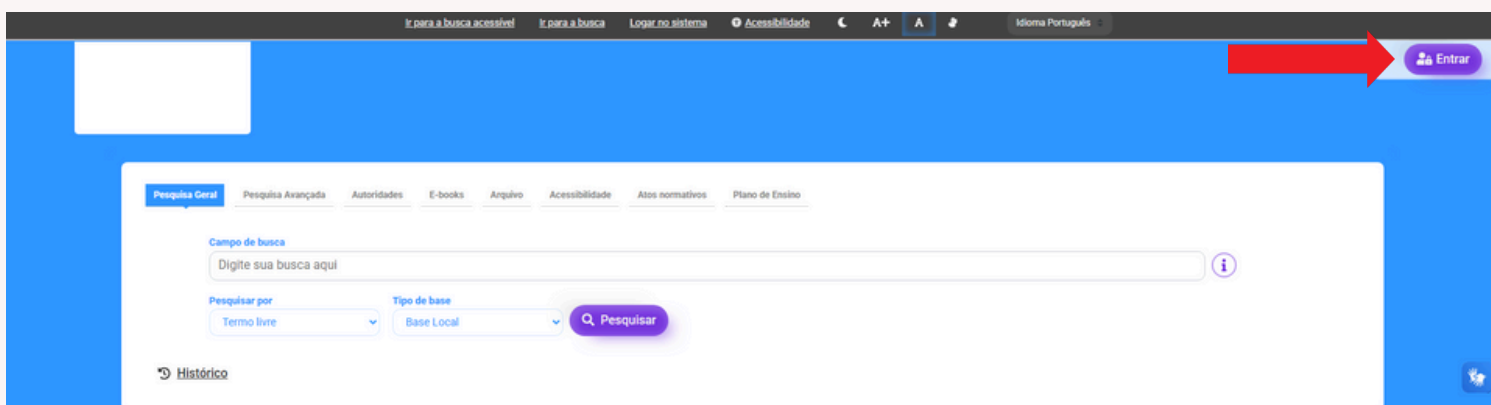 Ir para a busca acessível Ir para a busca Logar no sistema Acessibilidade A+ A Idioma Português
Entrar
Pesquisa Geral Pesquisa Avançada Autoridades E-books Arquivo Acessibilidade Atos normativos Plano de Ensino
Campo de busca
Digite sua busca aqui
Pesquisar por Tipo de base
Termo livre Base Local Pesquisar
Histórico